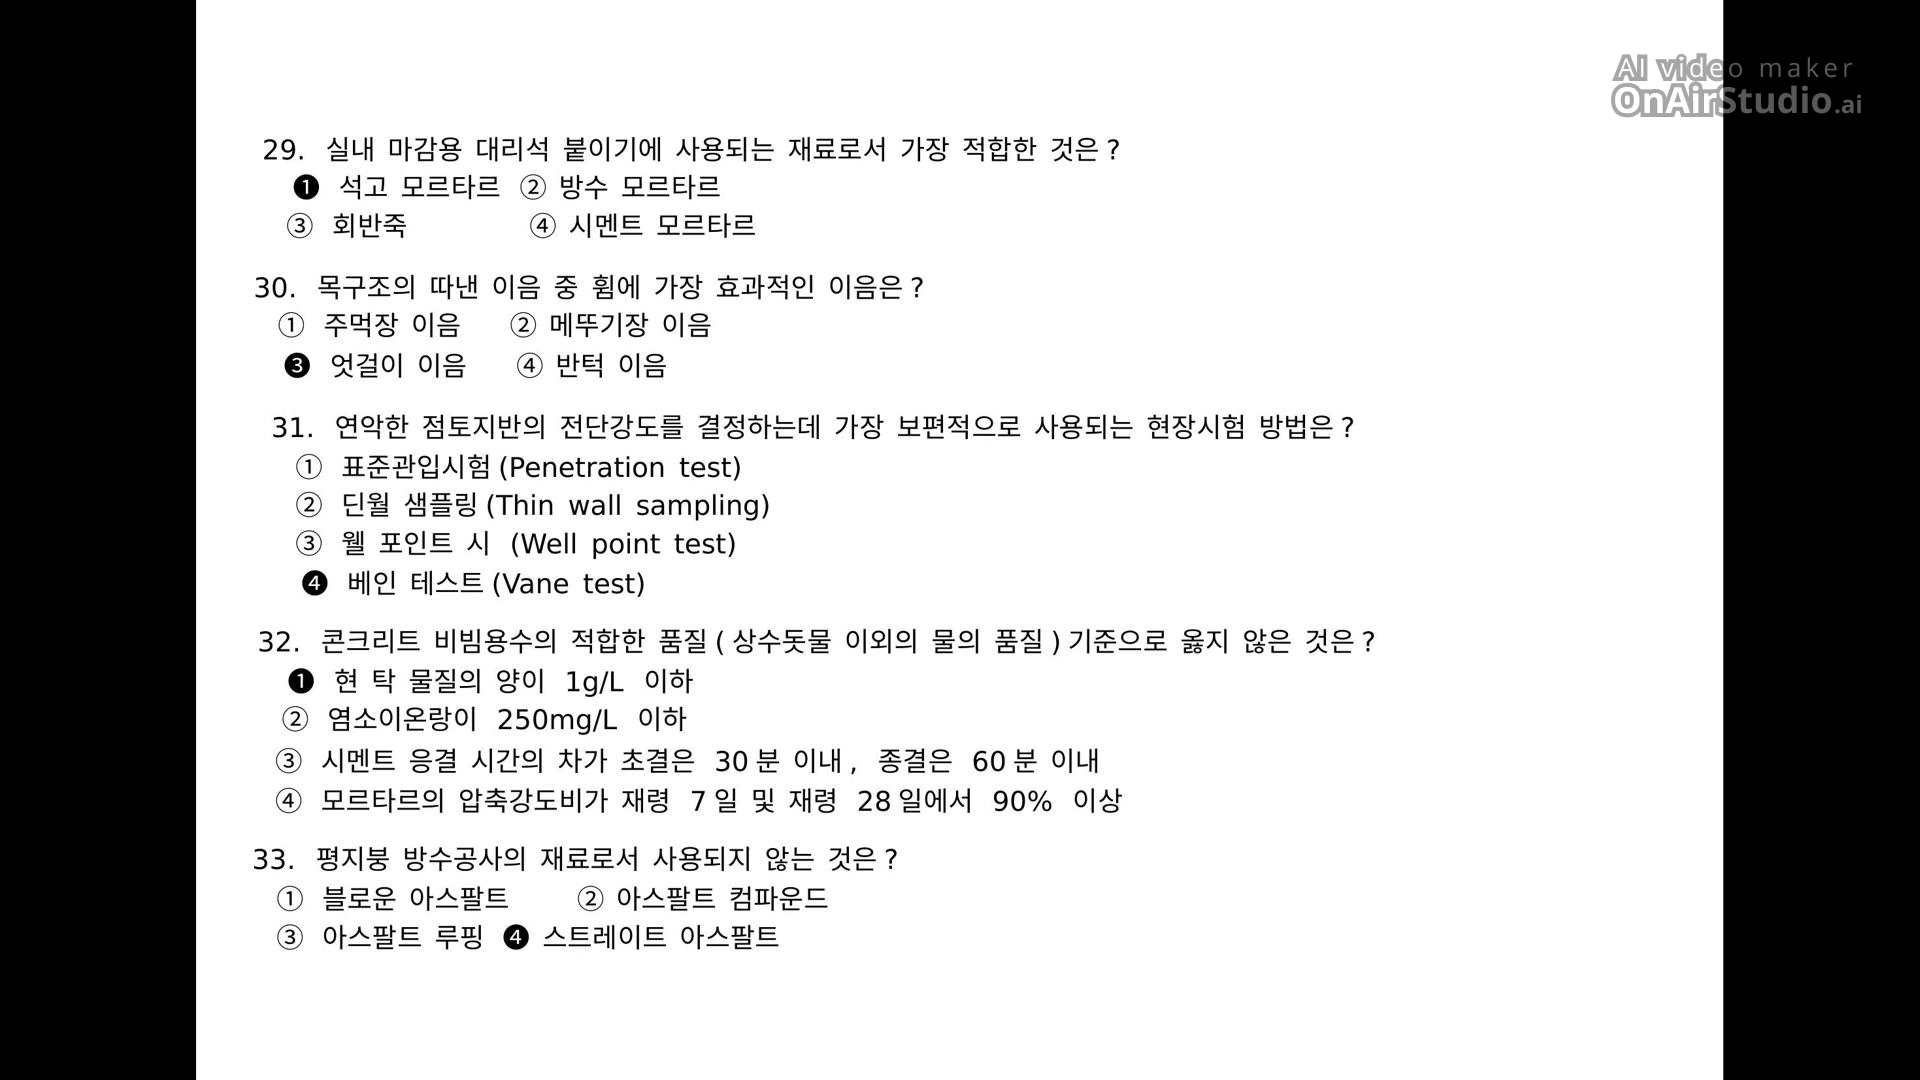 AI video maker
OnAirStudio.ai
29. 실내 마감용 대리석 붙이기에 사용되는 재료로서 가장 적합한 것은?
❶ 석고 모르타르 ② 방수 모르타르
③ 회반죽 ④ 시멘트 모르타르
30. 목구조의 따낸 이음 중 휨에 가장 효과적인 이음은?
① 주먹장 이음 ② 메뚜기장 이음
❸ 엇걸이 이음 ④ 반턱 이음
31. 연악한 점토지반의 전단강도를 결정하는데 가장 보편적으로 사용되는 현장시험 방법은?
① 표준관입시험(Penetration test)
② 딘월 샘플링(Thin wall sampling)
③ 웰 포인트 시 (Well point test)
❹ 베인 테스트(Vane test)
32. 콘크리트 비빔용수의 적합한 품질(상수돗물 이외의 물의 품질)기준으로 옳지 않은 것은?
❶ 현 탁 물질의 양이 1g/L 이하
② 염소이온랑이 250mg/L 이하
③ 시멘트 응결 시간의 차가 초결은 30분 이내, 종결은 60분 이내
④ 모르타르의 압축강도비가 재령 7일 및 재령 28일에서 90% 이상
33. 평지붕 방수공사의 재료로서 사용되지 않는 것은?
① 블로운 아스팔트 ② 아스팔트 컴파운드
③ 아스팔트 루핑 ❹ 스트레이트 아스팔트